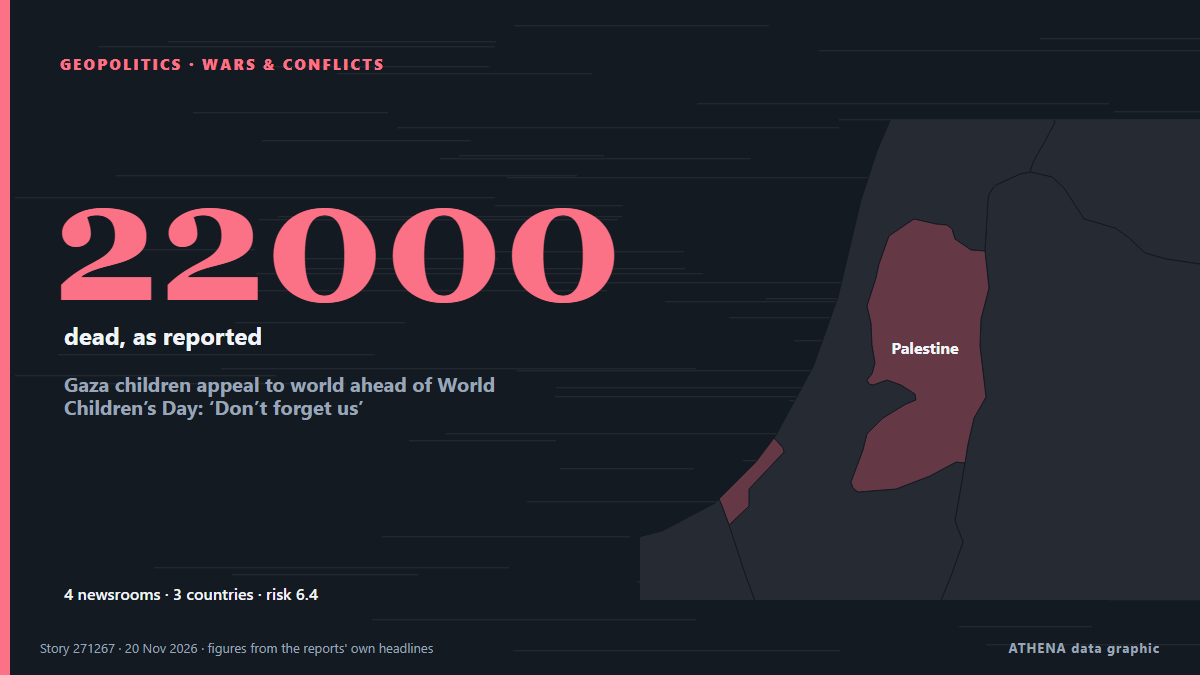 GEOPOLITICS · WARS & CONFLICTS
22000
dead, as reported
Gaza children appeal to world ahead of World
Children’s Day: ‘Don’t forget us’
Palestine
4 newsrooms · 3 countries · risk 6.4
Story 271267 · 20 Nov 2026 · figures from the reports' own headlines
ATHENA data graphic